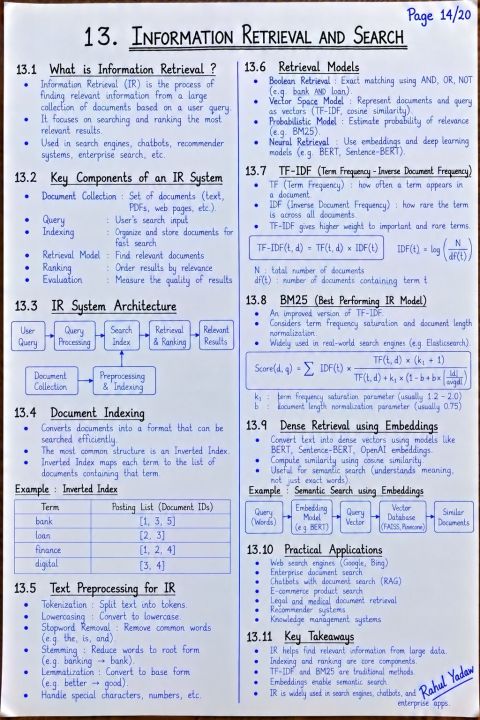 Page 14/20
13. INFORMATION RETRIEVAL AND SEARCH
13.1 What is Information Retrieval ?
• Information Retrieval (IR) is the process of
finding relevant information from a large
collection of documents based on a user query.
• It focuses on searching and ranking the most
relevant results.
• Used in search engines, chatbots, recommender
systems, enterprise search, etc.
13.2 Key Components of an IR System
• Document Collection : Set of documents (text,
PDFs, web pages, etc.).
• Query : User's search input
• Indexing : Organize and store documents for
fast search
• Retrieval Model : Find relevant documents
• Ranking : Order results by relevance
• Evaluation : Measure the quality of results
13.3 IR System Architecture
User Query → Query Processing → Search Index → Retrieval & Ranking → Relevant Results
Document Collection → Preprocessing & Indexing
13.4 Document Indexing
• Converts documents into a format that can be
searched efficiently.
• The most common structure is an Inverted Index.
• Inverted Index maps each term to the list of
documents containing that term.
Example : Inverted Index
Term Posting List (Document IDs)
bank [1, 3, 5]
loan [2, 3]
finance [1, 2, 4]
digital [3, 4]
13.5 Text Preprocessing for IR
• Tokenization : Split text into tokens.
• Lowercasing : Convert to lowercase.
• Stopword Removal : Remove common words
(e.g. the, is, and).
• Stemming : Reduce words to root form
(e.g. banking → bank).
• Lemmatization : Convert to base form
(e.g. better → good).
• Handle special characters, numbers, etc.
13.6 Retrieval Models
• Boolean Retrieval : Exact matching using AND, OR, NOT
(e.g. bank AND loan).
• Vector Space Model : Represent documents and query
as vectors (TF-IDF, cosine similarity).
• Probabilistic Model : Estimate probability of relevance
(e.g. BM25).
• Neural Retrieval : Use embeddings and deep learning
models (e.g. BERT, Sentence-BERT).
13.7 TF-IDF (Term Frequency - Inverse Document Frequency)
• TF (Term Frequency) : how often a term appears in
a document.
• IDF (Inverse Document Frequency) : how rare the term
is across all documents.
• TF-IDF gives higher weight to important and rare terms.
TF-IDF(t, d) = TF(t, d) × IDF(t) IDF(t) = log (N / df(t))
N : total number of documents
df(t) : number of documents containing term t
13.8 BM25 (Best Performing IR Model)
• An improved version of TF-IDF.
• Considers term frequency saturation and document length
normalization.
• Widely used in real-world search engines (e.g. Elasticsearch)
Score(d, q) = ∑ IDF(t) × TF(t, d) × (k₁ + 1) / TF(t, d) + k₁ × (1 - b + b × |d| / avgdl)
k₁ : term frequency saturation parameter (usually 1.2 - 2.0)
b : document length normalization parameter (usually 0.75)
13.9 Dense Retrieval using Embeddings
• Convert text into dense vectors using models like
BERT, Sentence-BERT, OpenAI embeddings.
• Compute similarity using cosine similarity.
• Useful for semantic search (understands meaning,
not just exact words).
Example : Semantic Search using Embeddings
Query (Words) → Embedding Model (e.g. BERT) → Query Vector → Vector Database (FAISS, Pinecone) → Similar Documents
13.10 Practical Applications
• Web search engines (Google, Bing)
• Enterprise document search
• Chatbots with document search (RAG)
• E-commerce product search
• Legal and medical document retrieval
• Recommender systems
• Knowledge management systems
13.11 Key Takeaways
• IR helps find relevant information from large data.
• Indexing and ranking are core components.
• TF-IDF and BM25 are traditional methods.
• Embeddings enable semantic search.
• IR is widely used in search engines, chatbots, and
enterprise apps.
Rahul Yadav